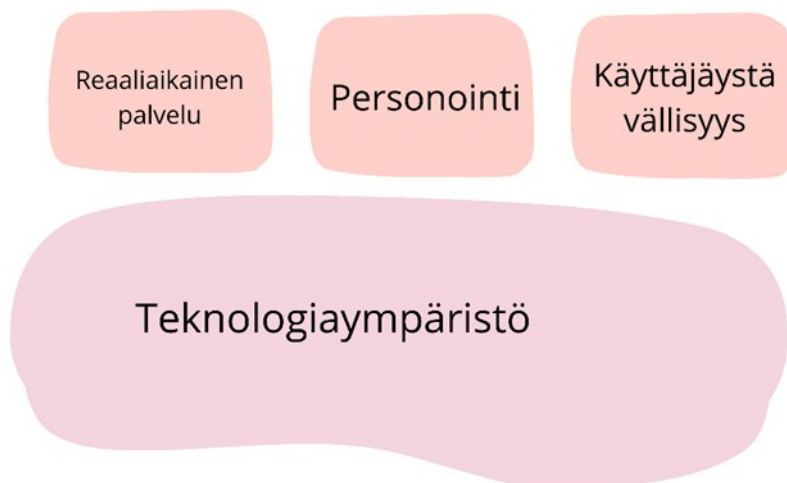 Reaaliaikainen
palvelu
Personointi
Käyttäjäystä
vällisyys
Teknologiaympäristö